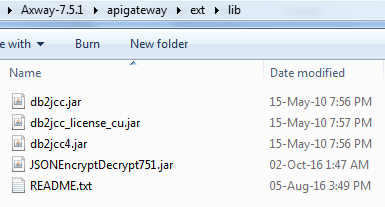 Axway-7.5.1 apigateway ext lib
e with Burn New folder
Name Date modified
db2jcc.jar 15-May-10 7:56 PM
db2jcc_license_cu.jar 15-May-10 7:57 PM
db2jcc4.jar 15-May-10 7:56 PM
JSONEncryptDecrypt751.jar 02-Oct-16 1:47 AM
README.txt 05-Aug-16 3:49 PM